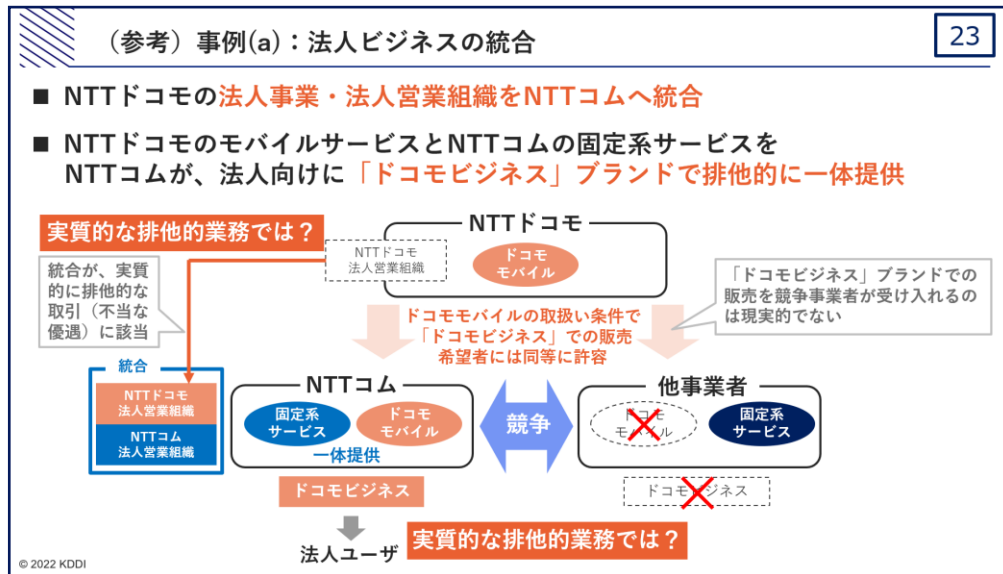 （参考）事例(a)：法人ビジネスの統合
23
■ NTTドコモの法人事業・法人営業組織をNTTコムへ統合
■ NTTドコモのモバイルサービスとNTTコムの固定系サービスを
NTTコムが、法人向けに「ドコモビジネス」ブランドで排他的に一体提供
NTTドコモ
実質的な排他的業務では？
NTTドコモ
法人営業組織
ドコモ
モバイル
統合が、実質
的に排他的な
取引（不当な
優遇）に該当
「ドコモビジネス」ブランドでの
販売を競争事業者が受け入れるの
は現実的でない
ドコモモバイルの取扱い条件で
「ドコモビジネス」での販売
希望者には同等に許容
統合
NTTドコモ
法人営業組織
NTTコム
法人営業組織
NTTコム
固定系
サービス
ドコモ
モバイル
一体提供
競争
他事業者
ドコモ
モバイル
固定系
サービス
ドコモビジネス
ドコモビジネス
法人ユーザ
実質的な排他的業務では？
© 2022 KDDI